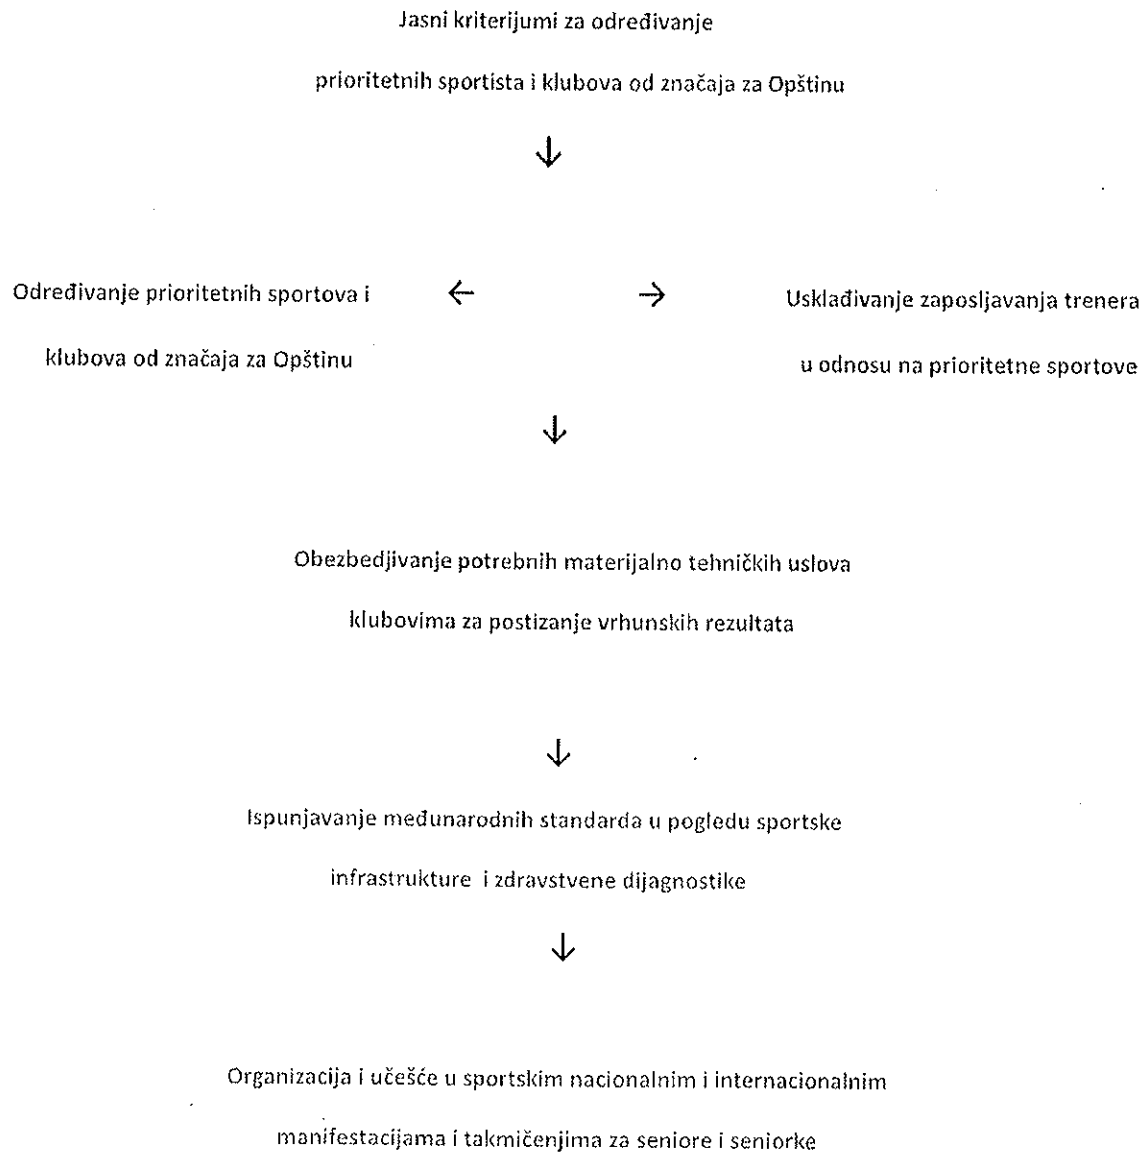 Jasni kriterijumi za određivanje
prioritetnih sportista i klubova od značaja za Opštinu
↓
Određivanje prioritetnih sportova i
klubova od značaja za Opštinu
← →
Usklađivanje zaposljavanja trenera
u odnosu na prioritetne sportove
↓
Obezbedjivanje potrebnih materijalno tehničkih uslova
klubovima za postizanje vrhunskih rezultata
↓
Ispunjavanje međunarodnih standarda u pogledu sportske
infrastrukture i zdravstvene dijagnostike
↓
Organizacija i učešće u sportskim nacionalnim i internacionalnim
manifestacijama i takmičenjima za seniore i seniorke